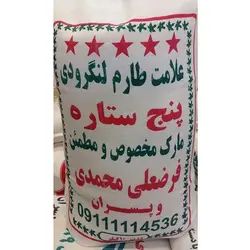 علامت طارم لنگرودی
پنج ستاره
مارک مخصوص و مطمئن
فرضعلی محمدی
و پسران
09111114536